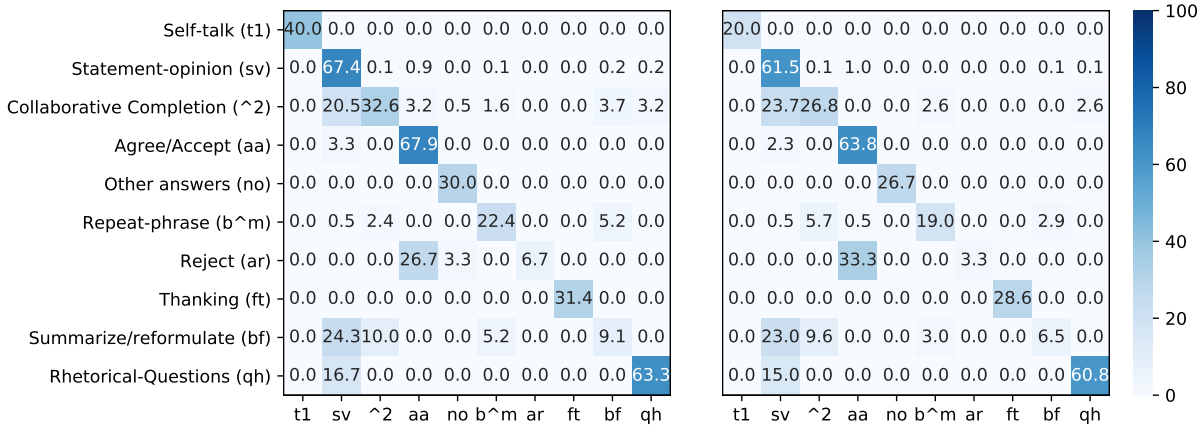 100
Self-talk (t1) 40.0 0.0 0.0 0.0 0.0 0.0 0.0 0.0 0.0 0.0 20.0 0.0 0.0 0.0 0.0 0.0 0.0 0.0 0.0 0.0
Statement-opinion (sv) 0.0 67.4 0.1 0.9 0.0 0.1 0.0 0.0 0.2 0.2 0.0 61.5 0.1 1.0 0.0 0.0 0.0 0.0 0.1 0.1
80
Collaborative Completion (^2) 0.0 20.5 32.6 3.2 0.5 1.6 0.0 0.0 3.7 3.2 0.0 23.7 26.8 0.0 0.0 2.6 0.0 0.0 0.0 2.6
Agree/Accept (aa) 0.0 3.3 0.0 67.9 0.0 0.0 0.0 0.0 0.0 0.0 0.0 2.3 0.0 63.8 0.0 0.0 0.0 0.0 0.0 0.0
60
Other answers (no) 0.0 0.0 0.0 0.0 30.0 0.0 0.0 0.0 0.0 0.0 0.0 0.0 0.0 0.0 26.7 0.0 0.0 0.0 0.0 0.0
Repeat-phrase (b^m) 0.0 0.5 2.4 0.0 0.0 22.4 0.0 0.0 5.2 0.0 0.0 0.5 5.7 0.5 0.0 19.0 0.0 0.0 2.9 0.0
40
Reject (ar) 0.0 0.0 0.0 26.7 3.3 0.0 6.7 0.0 0.0 0.0 0.0 0.0 0.0 33.3 0.0 0.0 3.3 0.0 0.0 0.0
Thanking (ft) 0.0 0.0 0.0 0.0 0.0 0.0 0.0 31.4 0.0 0.0 0.0 0.0 0.0 0.0 0.0 0.0 0.0 28.6 0.0 0.0
20
Summarize/reformulate (bf) 0.0 24.3 10.0 0.0 0.0 5.2 0.0 0.0 9.1 0.0 0.0 23.0 9.6 0.0 0.0 3.0 0.0 0.0 6.5 0.0
Rhetorical-Questions (qh) 0.0 16.7 0.0 0.0 0.0 0.0 0.0 0.0 0.0 63.3 0.0 15.0 0.0 0.0 0.0 0.0 0.0 0.0 0.0 60.8
0
t1 sv ^2 aa no b^m ar ft bf qh t1 sv ^2 aa no b^m ar ft bf qh